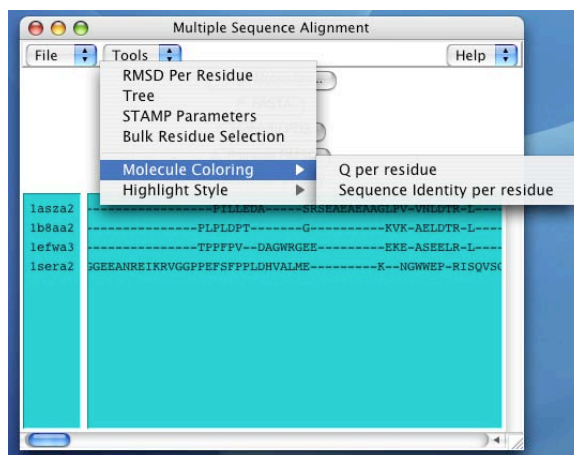 Multiple Sequence Alignment
File Tools Help
RMSD Per Residue
Tree
STAMP Parameters
Bulk Residue Selection
Molecule Coloring
Highlight Style
Q per residue
Sequence Identity per residue
1asza2 -----------------PILLEDA-----SRSEAEAEAAGLPV-VNLDTR-L----
1b8aa2 ---------------PLPLDPT------G-----------KVK-AELDTR-L----
1efwa3 ---------------TPPFPV--DAGWRGEE---------EKE-ASEELR-L----
1sera2 GGEEANREIKRVGGPPEFSFPPLDHVALME---------K--NGWWEP-RISQVSG